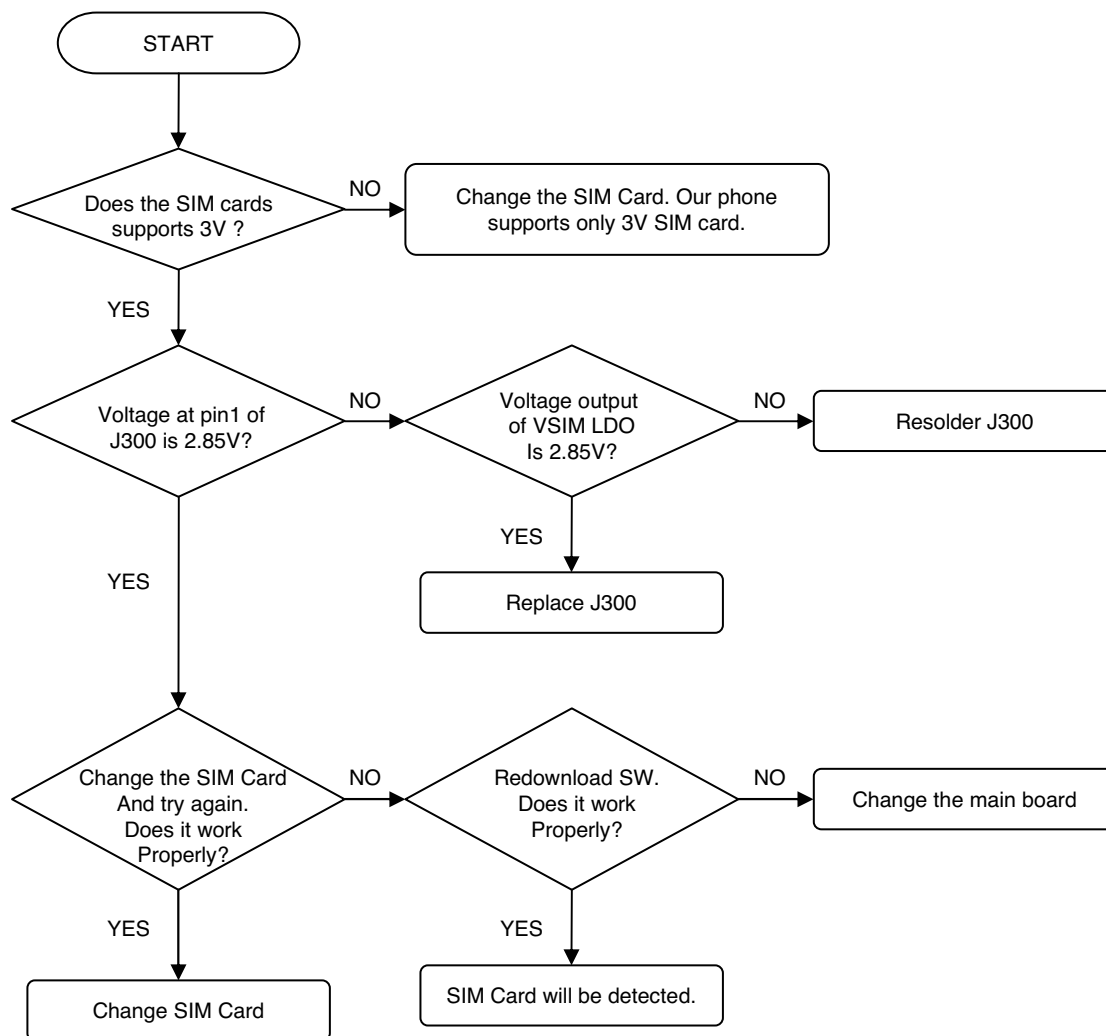 START
Does the SIM cards
supports 3V ?
NO
Change the SIM Card. Our phone
supports only 3V SIM card.
YES
Voltage at pin1 of
J300 is 2.85V?
NO
Voltage output
of VSIM LDO
Is 2.85V?
NO
Resolder J300
YES
Replace J300
YES
Change the SIM Card
And try again.
Does it work
Properly?
NO
Redownload SW.
Does it work
Properly?
NO
Change the main board
YES
Change SIM Card
YES
SIM Card will be detected.